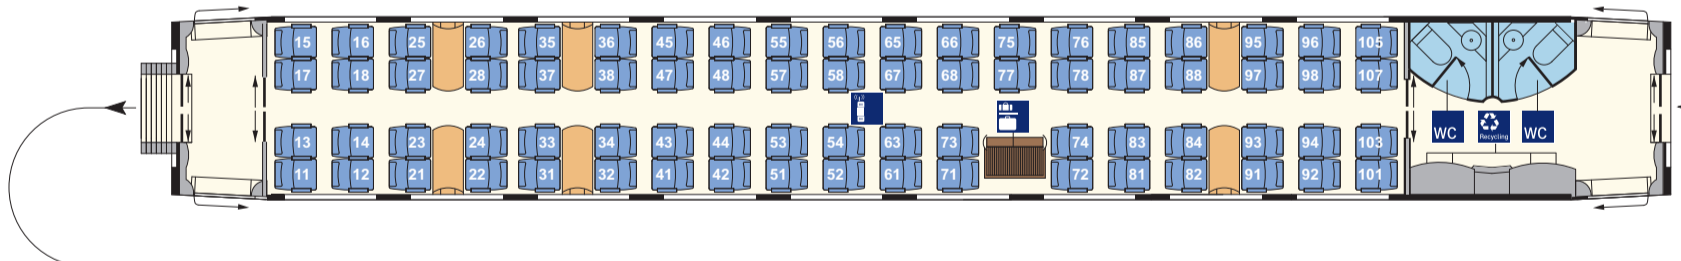 15 16 25 26 35 36 45 46 55 56 65 66 75 76 85 86 95 96 105
17 18 27 28 37 38 47 48 57 58 67 68 77 78 87 88 97 98 107
13 14 23 24 33 34 43 44 53 54 63 73 74 83 84 93 94 103
11 12 21 22 31 32 41 42 51 52 61 71 72 81 82 91 92 101
WC Recycling WC